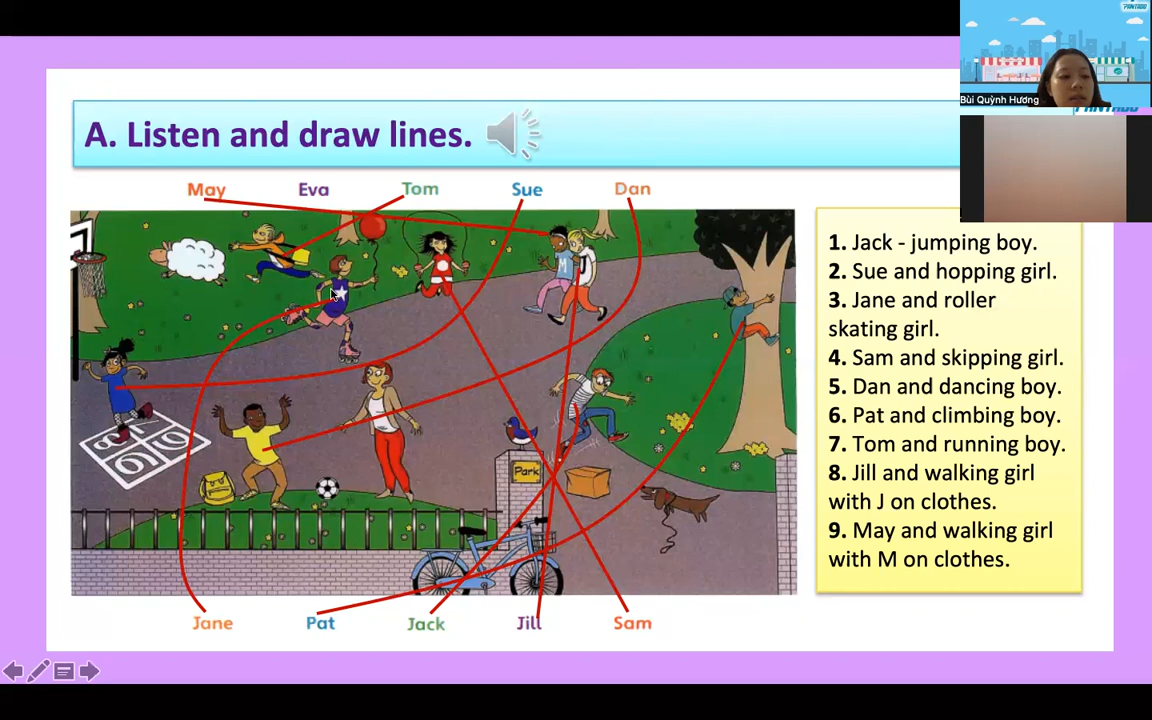 PANTADO
Bùi Quỳnh Hương
A. Listen and draw lines.
May Eva Tom Sue Dan
M
J
Park
Jane Pat Jack Jill Sam
1. Jack - jumping boy.
2. Sue and hopping girl.
3. Jane and roller
skating girl.
4. Sam and skipping girl.
5. Dan and dancing boy.
6. Pat and climbing boy.
7. Tom and running boy.
8. Jill and walking girl
with J on clothes.
9. May and walking girl
with M on clothes.